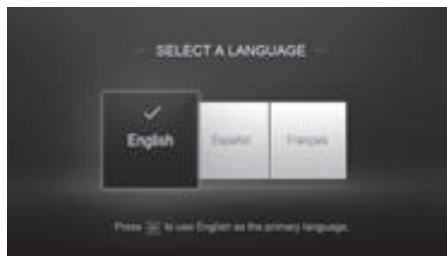 SELECT A LANGUAGE
English
Español
Français
Press to use English as the primary language.